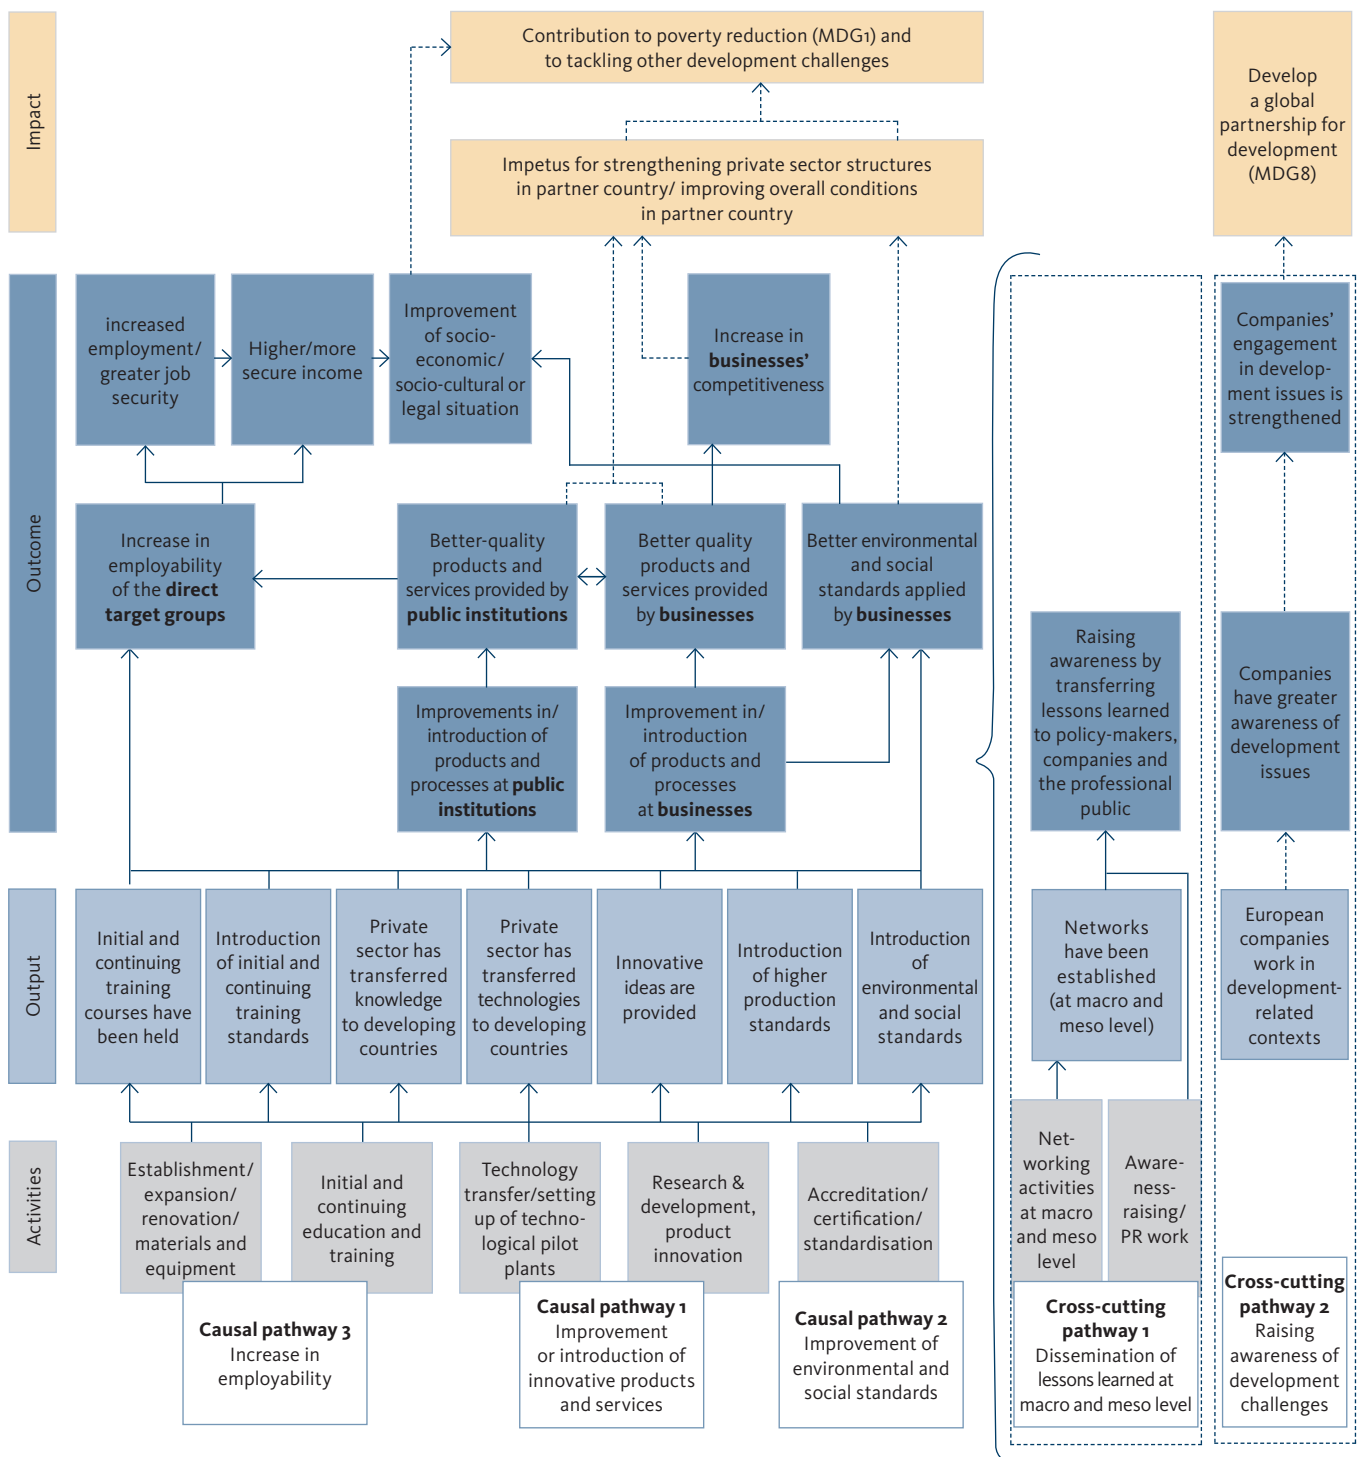 Impact
Contribution to poverty reduction (MDG1) and
to tackling other development challenges
Impetus for strengthening private sector structures
in partner country/ improving overall conditions
in partner country
Develop
a global
partnership for
development
(MDG8)
Outcome
increased
employment/
greater job
security
Higher/more
secure income
Improvement
of socio-
economic/
socio-cultural or
legal situation
Increase in
businesses’
competitiveness
Companies’
engagement
in develop-
ment issues is
strengthened
Increase in
employability
of the direct
target groups
Better-quality
products and
services provided by
public institutions
Better quality
products and
services provided
by businesses
Better environmental
and social
standards applied
by businesses
Improvements in/
introduction of
products and
processes at public
institutions
Improvement in/
introduction
of products and
processes
at businesses
Raising
awareness by
transferring
lessons learned
to policy-makers,
companies and
the professional
public
Companies
have greater
awareness of
development
issues
Output
Initial and
continuing
training
courses have
been held
Introduction
of initial and
continuing
training
standards
Private
sector has
transferred
knowledge
to developing
countries
Private
sector has
transferred
technologies
to developing
countries
Innovative
ideas are
provided
Introduction
of higher
production
standards
Introduction
of
environmental
and social
standards
Networks
have been
established
(at macro and
meso level)
European
companies
work in
development-
related
contexts
Activities
Establishment/
expansion/
renovation/
materials and
equipment
Initial and
continuing
education and
training
Technology
transfer/setting
up of techno-
logical pilot
plants
Research &
development,
product
innovation
Accreditation/
certification/
standardisation
Net-
working
activities
at macro
and meso
level
Aware-
ness-
raising/
PR work
Causal pathway 3
Increase in
employability
Causal pathway 1
Improvement
or introduction of
innovative products
and services
Causal pathway 2
Improvement of
environmental and
social standards
Cross-cutting
pathway 1
Dissemination of
lessons learned at
macro and meso level
Cross-cutting
pathway 2
Raising
awareness of
development
challenges